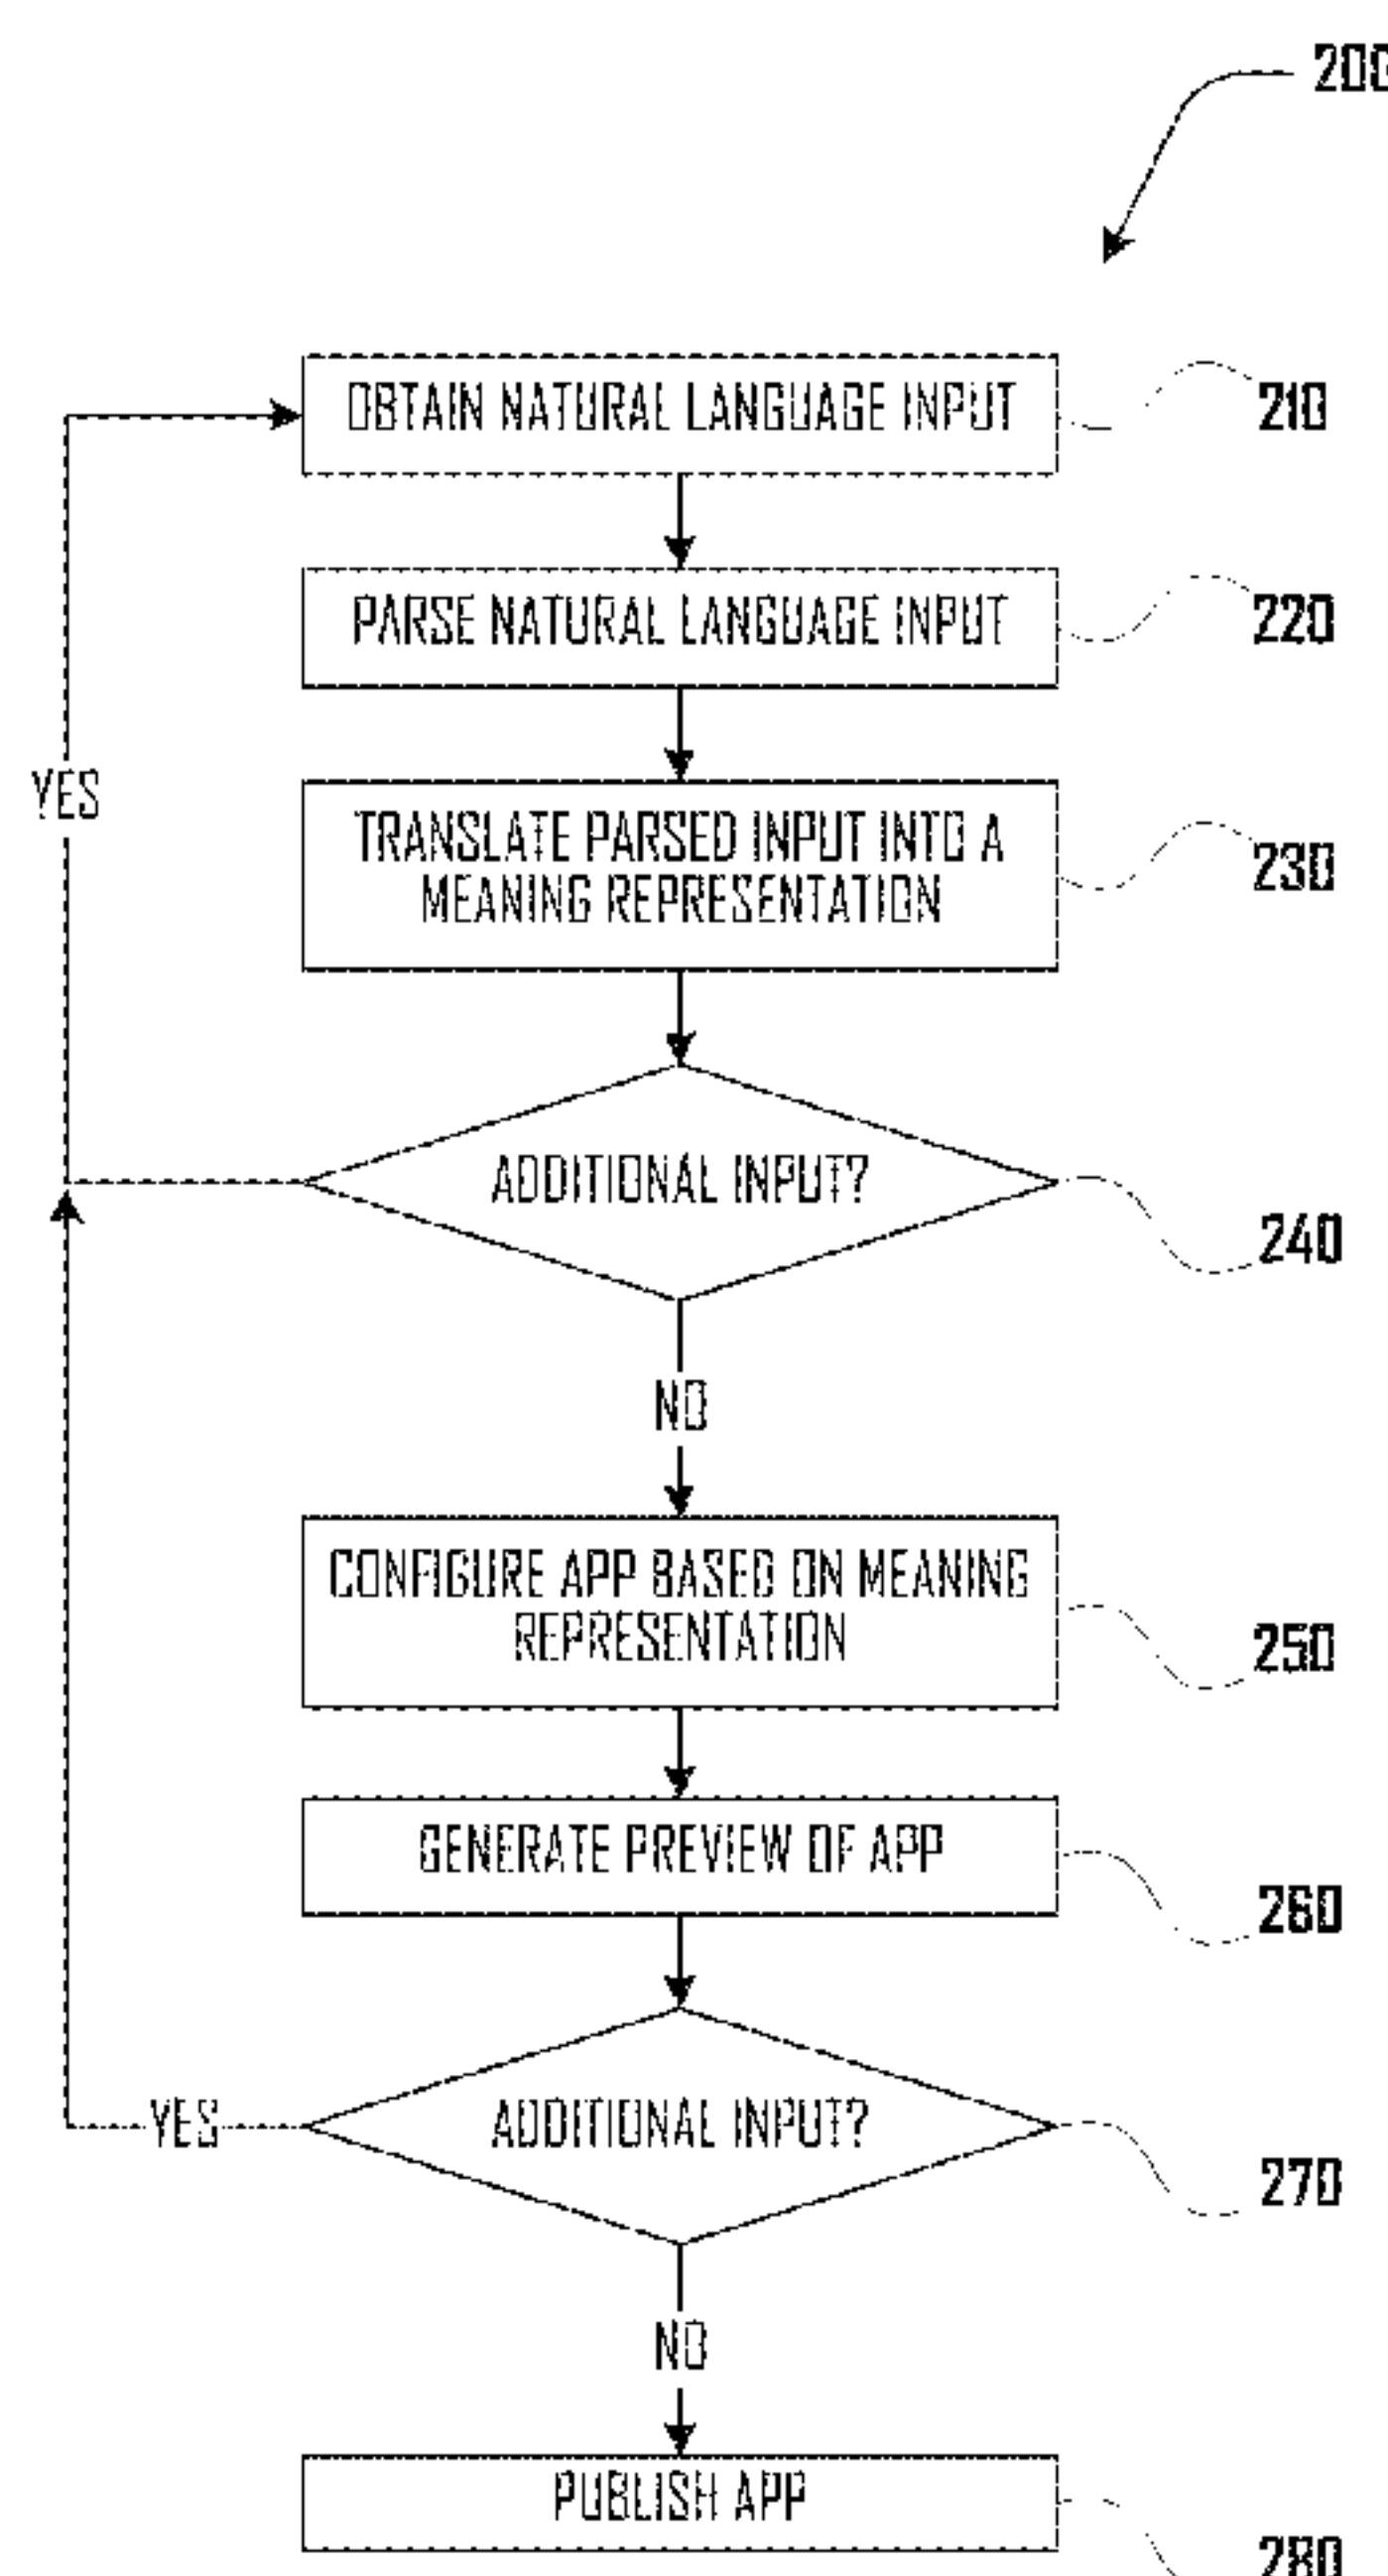 200
OBTAIN NATURAL LANGUAGE INPUT
210
PARSE NATURAL LANGUAGE INPUT
220
YES
TRANSLATE PARSED INPUT INTO A
MEANING REPRESENTATION
230
ADDITIONAL INPUT?
240
NO
CONFIGURE APP BASED ON MEANING
REPRESENTATION
250
GENERATE PREVIEW OF APP
260
YES
ADDITIONAL INPUT?
270
NO
PUBLISH APP
280